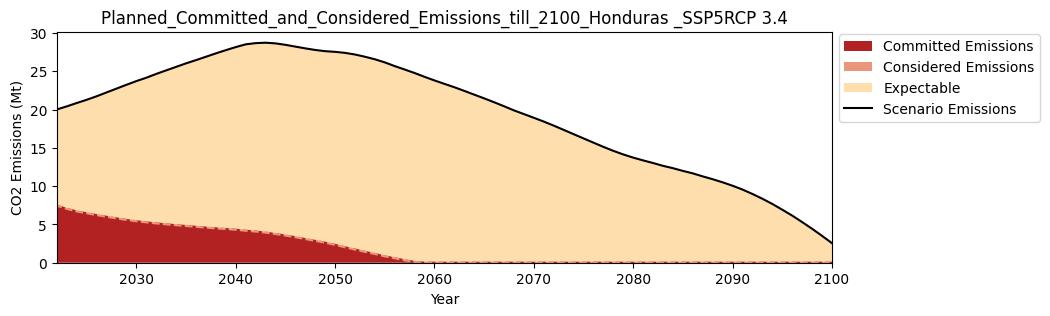 Planned_Committed_and_Considered_Emissions_till_2100_Honduras _SSP5RCP 3.4
30
25
20
15
10
5
0
CO2 Emissions (Mt)
2030 2040 2050 2060 2070 2080 2090 2100
Year
Committed Emissions
Considered Emissions
Expectable
Scenario Emissions